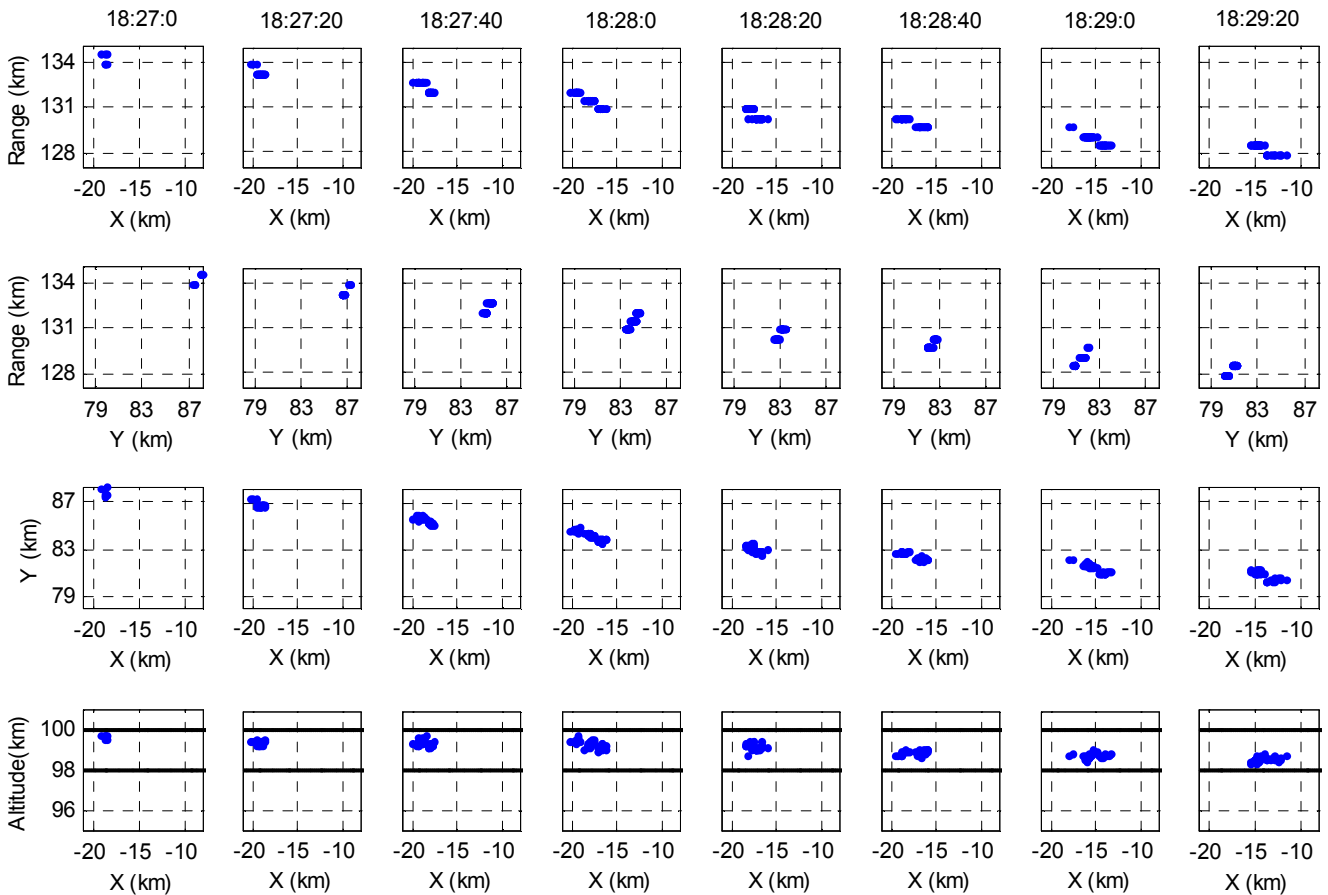 18:27:0 18:27:20 18:27:40 18:28:0 18:28:20 18:28:40 18:29:0 18:29:20
Range (km)
134
131
128
-20 -15 -10 -20 -15 -10 -20 -15 -10 -20 -15 -10 -20 -15 -10 -20 -15 -10 -20 -15 -10 -20 -15 -10
X (km) X (km) X (km) X (km) X (km) X (km) X (km) X (km)
Range (km)
134
131
128
79 83 87 79 83 87 79 83 87 79 83 87 79 83 87 79 83 87 79 83 87 79 83 87
Y (km) Y (km) Y (km) Y (km) Y (km) Y (km) Y (km) Y (km)
Y (km)
87
83
79
-20 -15 -10 -20 -15 -10 -20 -15 -10 -20 -15 -10 -20 -15 -10 -20 -15 -10 -20 -15 -10 -20 -15 -10
X (km) X (km) X (km) X (km) X (km) X (km) X (km) X (km)
Altitude(km)
100
98
96
-20 -15 -10 -20 -15 -10 -20 -15 -10 -20 -15 -10 -20 -15 -10 -20 -15 -10 -20 -15 -10 -20 -15 -10
X (km) X (km) X (km) X (km) X (km) X (km) X (km) X (km)